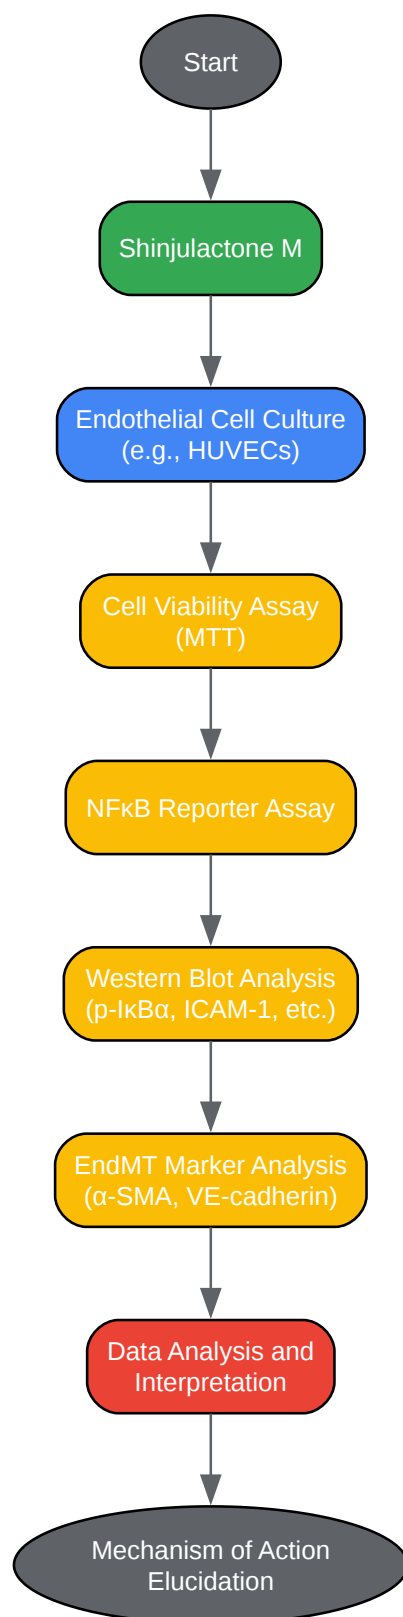 Start
Shinjulactone M
Endothelial Cell Culture
(e.g., HUVECs)
Cell Viability Assay
(MTT)
NFκB Reporter Assay
Western Blot Analysis
(p-IκBα, ICAM-1, etc.)
EndMT Marker Analysis
(α-SMA, VE-cadherin)
Data Analysis and
Interpretation
Mechanism of Action
Elucidation